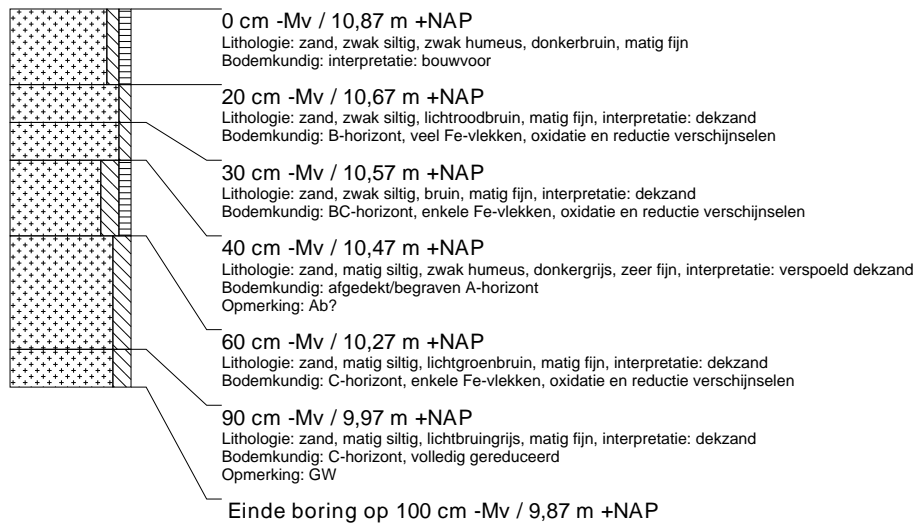 0 cm -Mv / 10,87 m +NAP
Lithologie: zand, zwak siltig, zwak humeus, donkerbruin, matig fijn
Bodemkundig: interpretatie: bouwvoor
20 cm -Mv / 10,67 m +NAP
Lithologie: zand, zwak siltig, lichtroodbruin, matig fijn, interpretatie: dekzand
Bodemkundig: B-horizont, veel Fe-vlekken, oxidatie en reductie verschijnselen
30 cm -Mv / 10,57 m +NAP
Lithologie: zand, zwak siltig, bruin, matig fijn, interpretatie: dekzand
Bodemkundig: BC-horizont, enkele Fe-vlekken, oxidatie en reductie verschijnselen
40 cm -Mv / 10,47 m +NAP
Lithologie: zand, matig siltig, zwak humeus, donkergrijs, zeer fijn, interpretatie: verspoeld dekzand
Bodemkundig: afgedekt/begraven A-horizont
Opmerking: Ab?
60 cm -Mv / 10,27 m +NAP
Lithologie: zand, matig siltig, lichtgroenbruin, matig fijn, interpretatie: dekzand
Bodemkundig: C-horizont, enkele Fe-vlekken, oxidatie en reductie verschijnselen
90 cm -Mv / 9,97 m +NAP
Lithologie: zand, matig siltig, lichtbruingrijs, matig fijn, interpretatie: dekzand
Bodemkundig: C-horizont, volledig gereduceerd
Opmerking: GW
Einde boring op 100 cm -Mv / 9,87 m +NAP